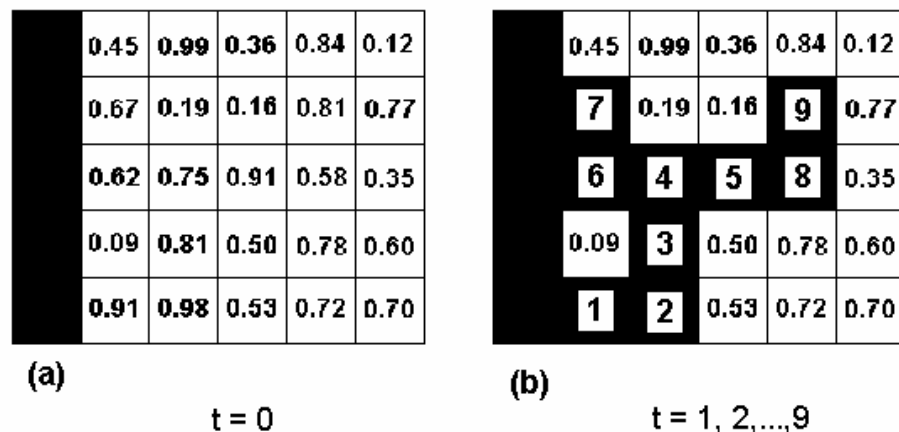 0.45 0.99 0.36 0.84 0.12
0.67 0.19 0.16 0.81 0.77
0.62 0.75 0.91 0.58 0.35
0.09 0.81 0.50 0.78 0.60
0.91 0.98 0.53 0.72 0.70
(a)
t = 0
0.45 0.99 0.36 0.84 0.12
7 0.19 0.16 9 0.77
6 4 5 8 0.35
0.09 3 0.50 0.78 0.60
1 2 0.53 0.72 0.70
(b)
t = 1, 2,...,9